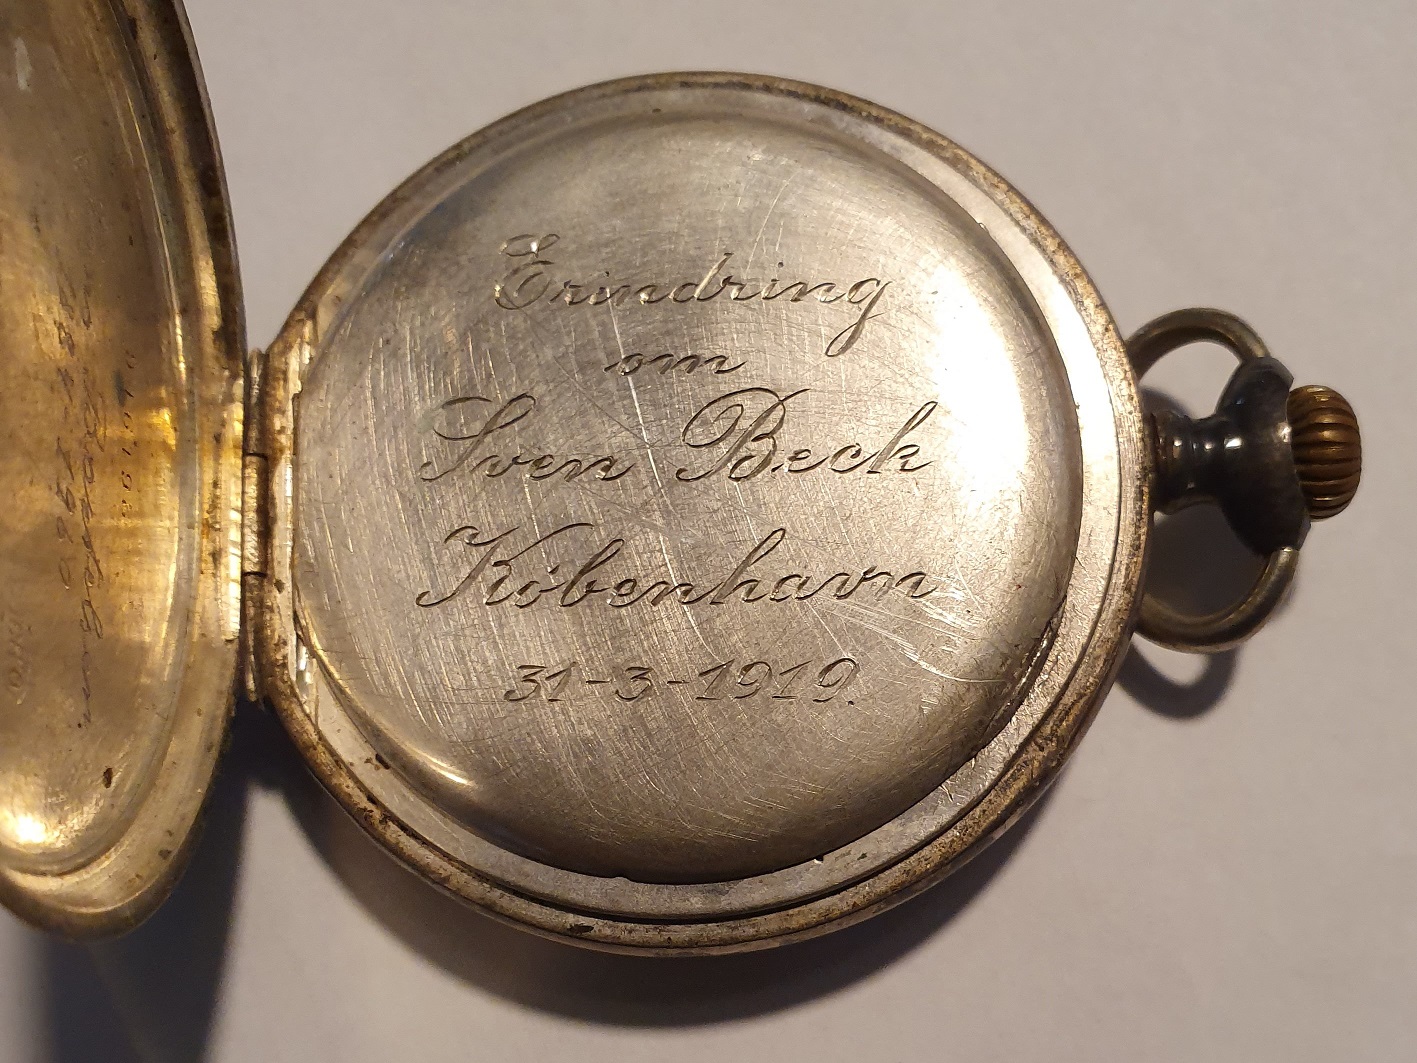 Erindring
om
Sven Beck
København
31-3-1919.